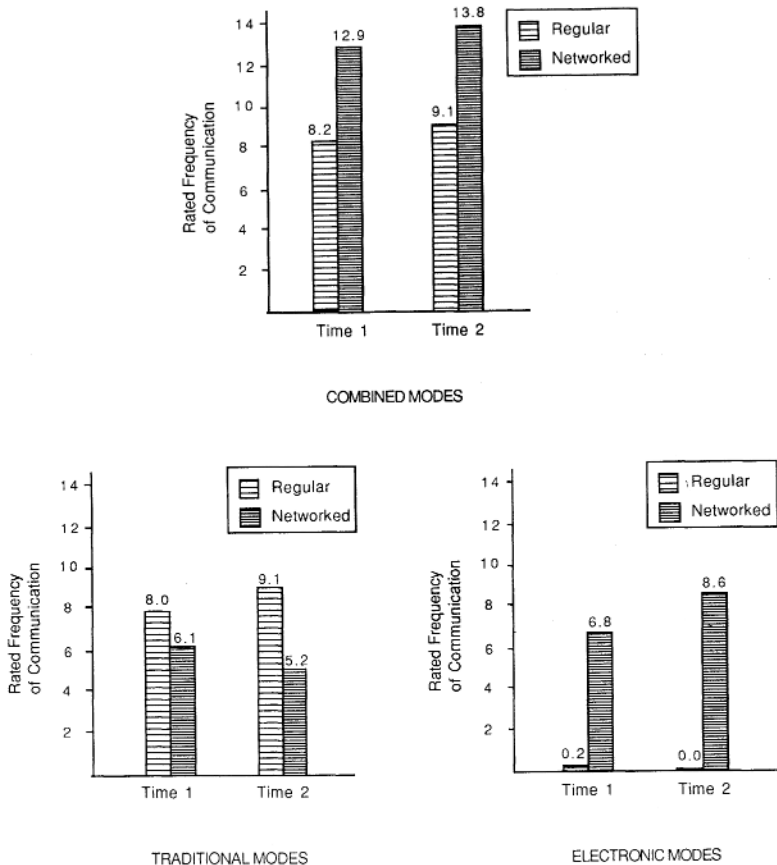 14
12
10
8
6
4
2
Rated Frequency
of Communication
8.2
12.9
9.1
13.8
Regular
Networked
Time 1
Time 2
COMBINED MODES
14
12
10
8
6
4
2
Rated Frequency
of Communication
8.0
6.1
9.1
5.2
Regular
Networked
Time 1
Time 2
TRADITIONAL MODES
14
12
10
8
6
4
2
Rated Frequency
of Communication
0.2
6.8
0.0
8.6
Regular
Networked
Time 1
Time 2
ELECTRONIC MODES